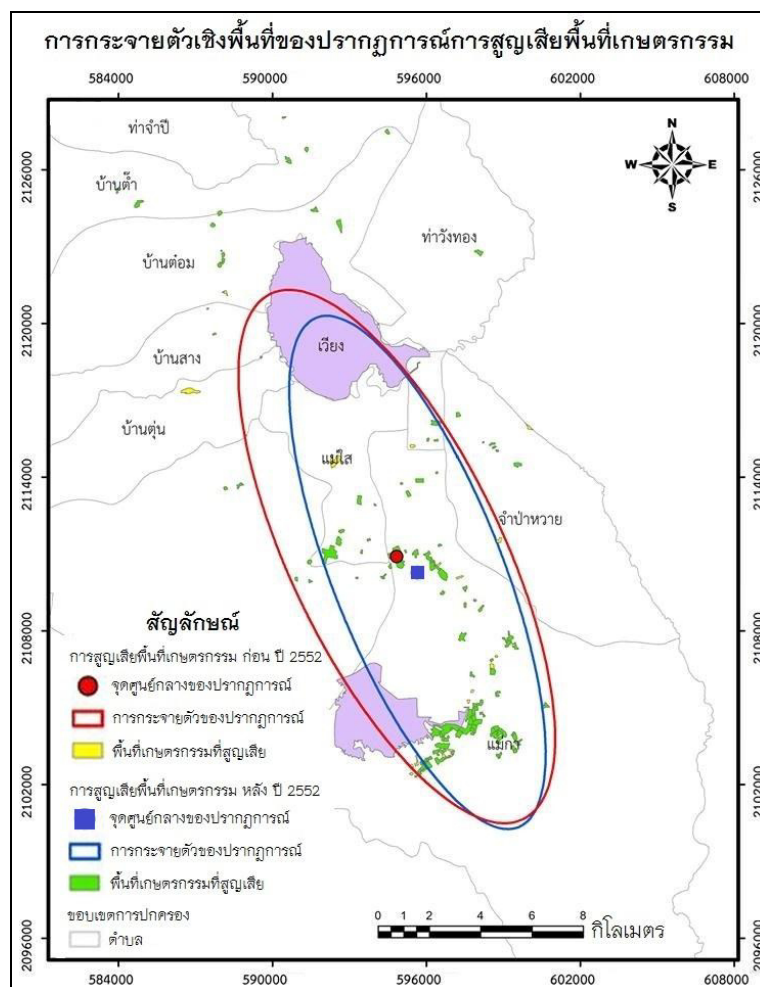 การกระจายตัวเชิงพื้นที่ของปรากฏการณ์การสูญเสียพื้นที่เกษตรกรรม
584000 590000 596000 602000 608000
ท่าจำปี
N
2126000 W E 2126000
บ้านต๊ำ
S
บ้านต๋อม ท่าวังทอง
2120000 2120000
เวียง
บ้านสาง
บ้านตุ่น
แม่ใส
2114000 2114000
จำป่าหวาย
สัญลักษณ์
2108000 2108000
การสูญเสียพื้นที่เกษตรกรรม ก่อน ปี 2552
จุดศูนย์กลางของปรากฏการณ์
การกระจายตัวของปรากฏการณ์
แม่กา
พื้นที่เกษตรกรรมที่สูญเสีย
2102000 2102000
การสูญเสียพื้นที่เกษตรกรรม หลัง ปี 2552
จุดศูนย์กลางของปรากฏการณ์
การกระจายตัวของปรากฏการณ์
พื้นที่เกษตรกรรมที่สูญเสีย
ขอบเขตการปกครอง
0 1 2 4 6 8
กิโลเมตร
ตำบล
2096000 2096000
584000 590000 596000 602000 608000